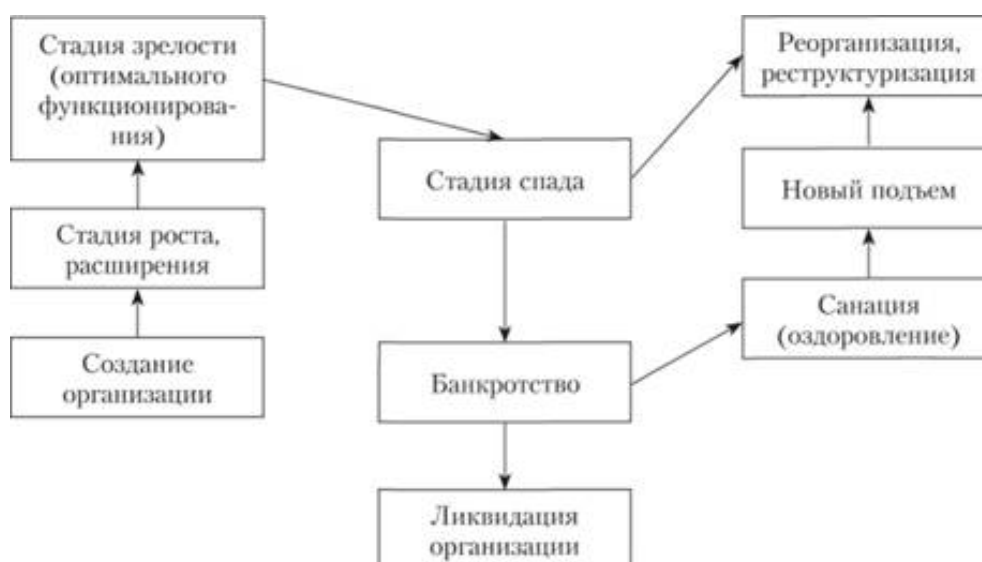 Стадия зрелости
(оптимального
функционирова-
ния)
Стадия роста,
расширения
Создание
организации
Стадия спада
Банкротство
Ликвидация
организации
Реорганизация,
реструктуризация
Новый подъем
Санация
(оздоровление)